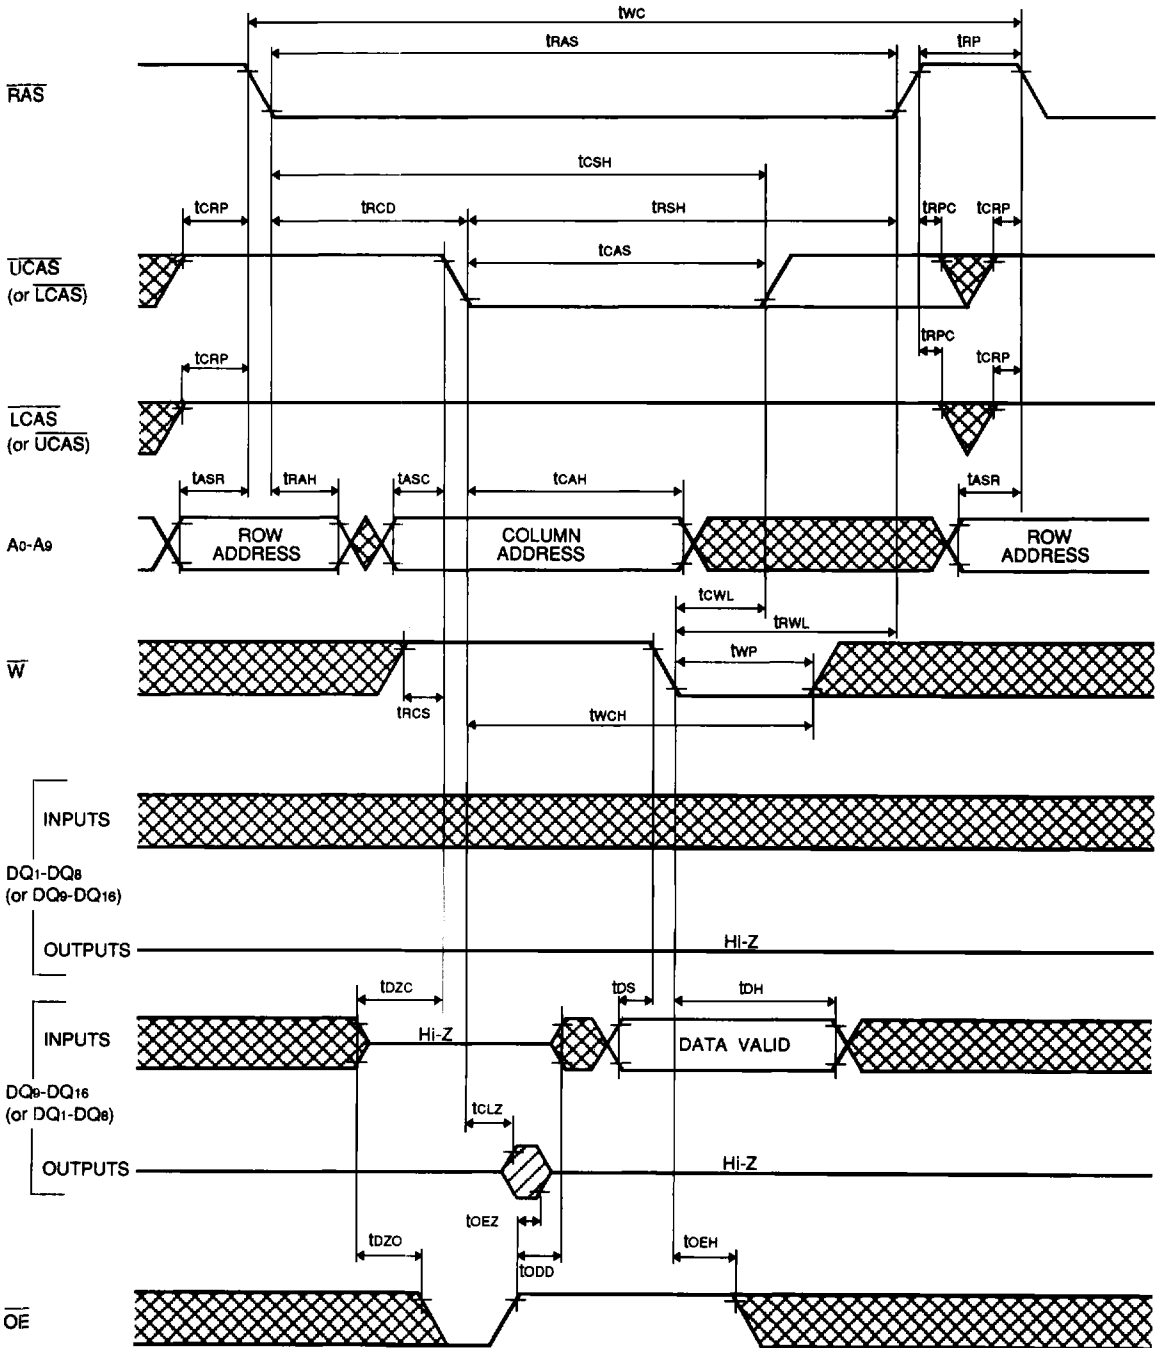 tWC
tRAS
tRP
RAS
tCSH
tCRP
tRCD
tRSH
tRPC
tCRP
UCAS
(or LCAS)
tCAS
tRPC
tCRP
tCRP
LCAS
(or UCAS)
tASR
tRAH
tASC
tCAH
tASR
A0-A9
ROW
ADDRESS
COLUMN
ADDRESS
ROW
ADDRESS
tCWL
tRWL
W
tWP
tRCS
tWCH
INPUTS
DQ1-DQ8
(or DQ9-DQ16)
OUTPUTS
Hi-Z
tDZC
tDS
tDH
INPUTS
Hi-Z
DATA VALID
DQ9-DQ16
(or DQ1-DQ8)
tCLZ
OUTPUTS
Hi-Z
tOEZ
tDZO
tODD
tOEH
OE